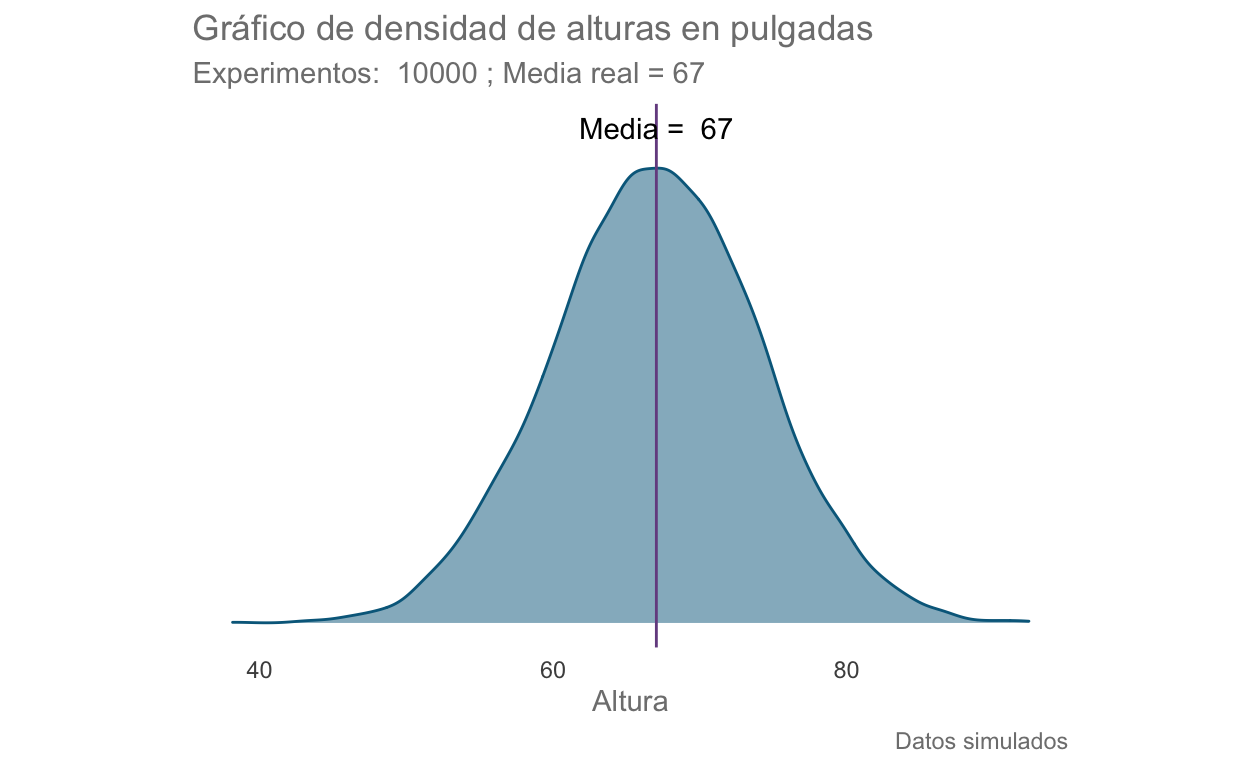 Gráfico de densidad de alturas en pulgadas
Experimentos:  10000 ; Media real = 67
Media =  67
40 60 80
Altura
Datos simulados